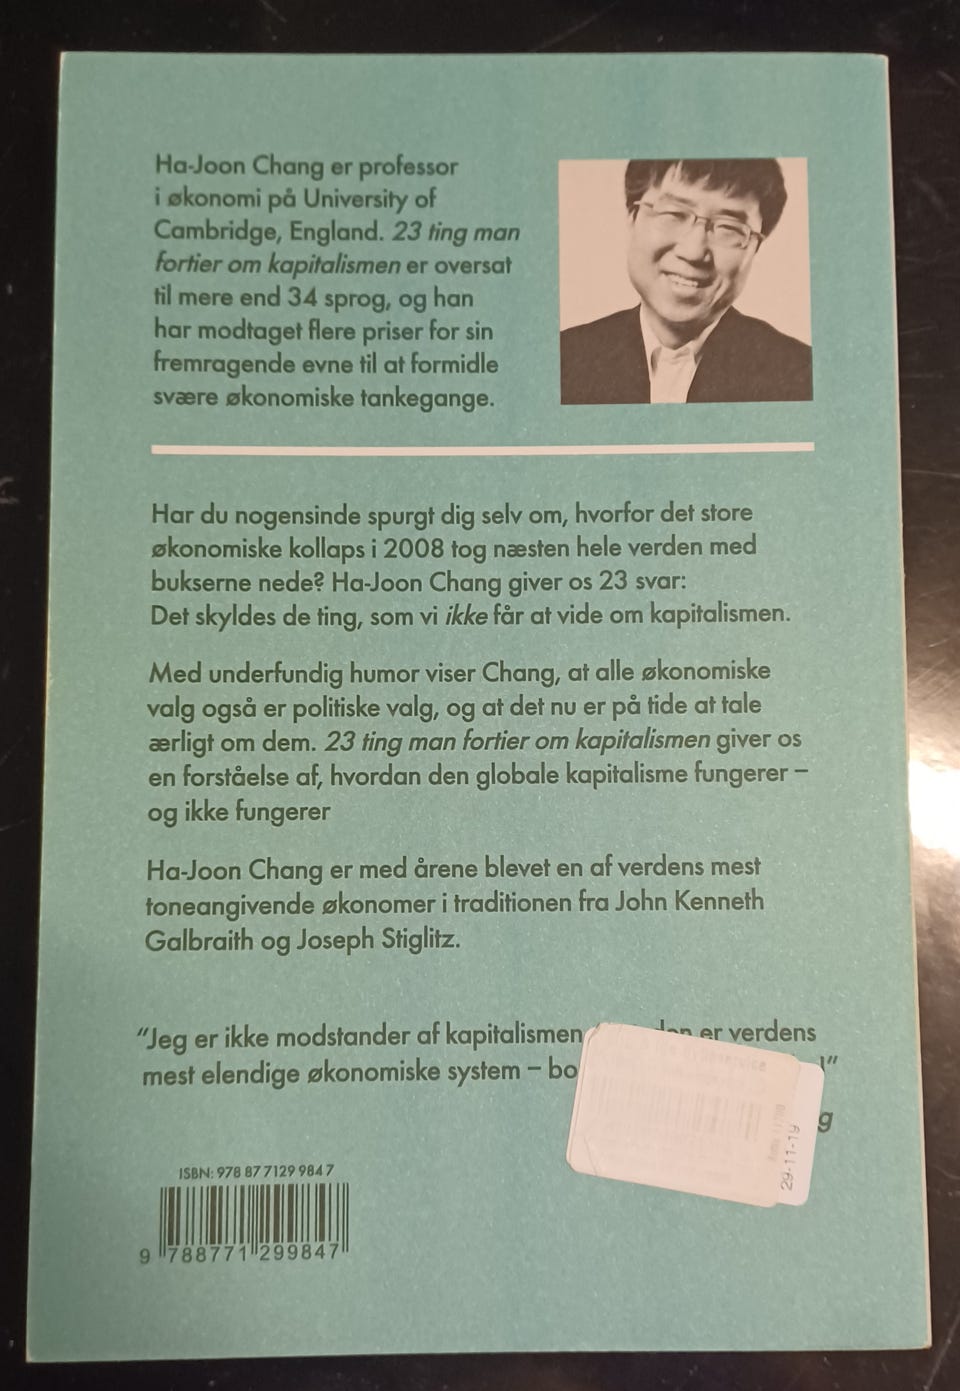 Ha-Joon Chang er professor
i økonomi på University of
Cambridge, England. 23 ting man
fortier om kapitalismen er oversat
til mere end 34 sprog, og han
har modtaget flere priser for sin
fremragende evne til at formidle
svære økonomiske tankegange.
Har du nogensinde spurgt dig selv om, hvorfor det store
økonomiske kollaps i 2008 tog næsten hele verden med
bukserne nede? Ha-Joon Chang giver os 23 svar:
Det skyldes de ting, som vi ikke får at vide om kapitalismen.
Med underfundig humor viser Chang, at alle økonomiske
valg også er politiske valg, og at det nu er på tide at tale
ærligt om dem. 23 ting man fortier om kapitalismen giver os
en forståelse af, hvordan den globale kapitalisme fungerer –
og ikke fungerer
Ha-Joon Chang er med årene blevet en af verdens mest
toneangivende økonomer i traditionen fra John Kenneth
Galbraith og Joseph Stiglitz.
"Jeg er ikke modstander af kapitalismen er verdens
mest elendige økonomiske system –
29-11-19
ISBN: 978 87 7129 984 7
9 788771 299847